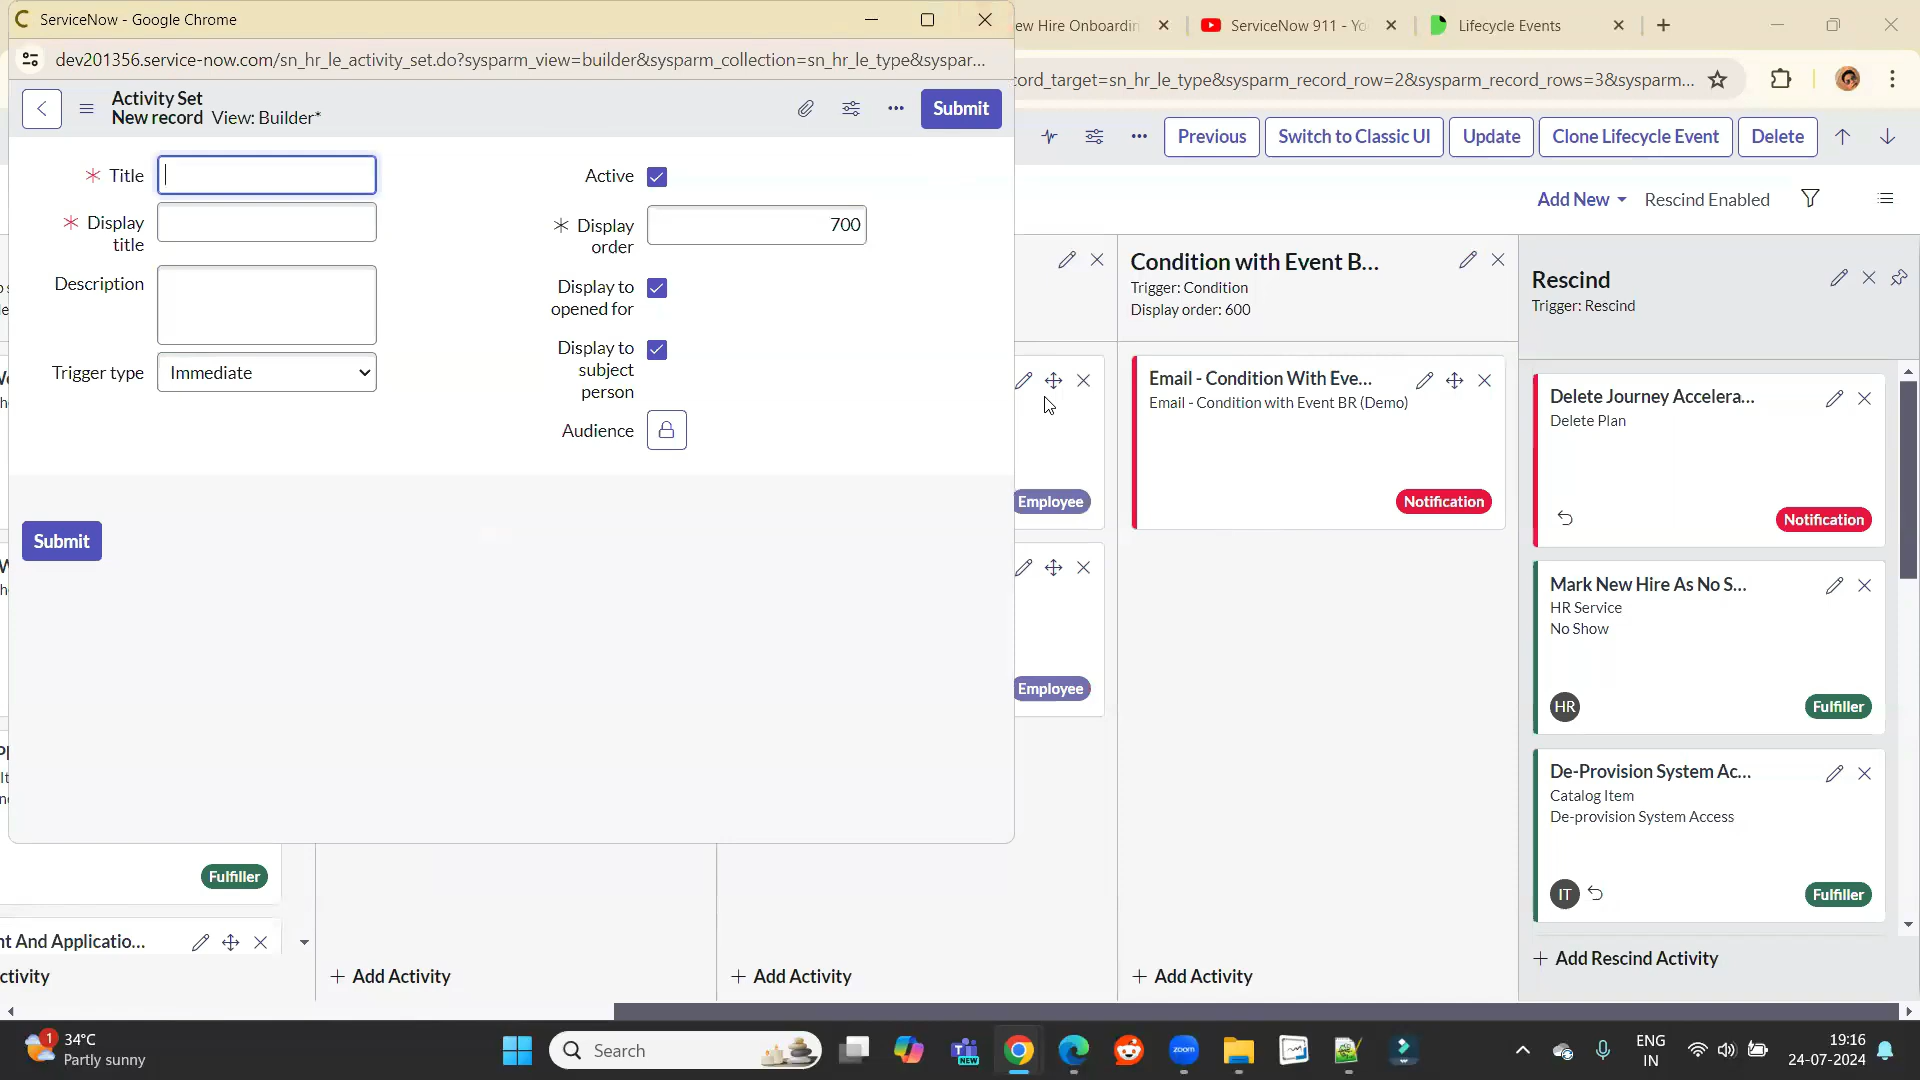 ServiceNow - Google Chrome
ew Hire Onboardin
ServiceNow 911 - Yo
Lifecycle Events
dev201356.service-now.com/sn_hr_le_activity_set.do?sysparm_view=builder&sysparm_collection=sn_hr_le_type&syspar...
ord_target=sn_hr_le_type&sysparm_record_row=2&sysparm_record_rows=3&sysparm...
Activity Set
New record View: Builder*
Submit
Previous
Switch to Classic UI
Update
Clone Lifecycle Event
Delete
Add New
Rescind Enabled
Title
Display title
Description
Trigger type
Immediate
Active
Display order
700
Display to opened for
Display to subject person
Audience
Submit
Employee
Employee
Condition with Event B...
Trigger: Condition
Display order: 600
Email - Condition With Eve...
Email - Condition with Event BR (Demo)
Notification
Rescind
Trigger: Rescind
Delete Journey Accelera...
Delete Plan
Notification
Mark New Hire As No S...
HR Service
No Show
HR
Fulfiller
De-Provision System Ac...
Catalog Item
De-provision System Access
IT
Fulfiller
Add Rescind Activity
Fulfiller
nt And Applicatio...
ctivity
Add Activity
Add Activity
Add Activity
1
34°C
Partly sunny
Search
NEW
zoom
ENG
IN
19:16
24-07-2024